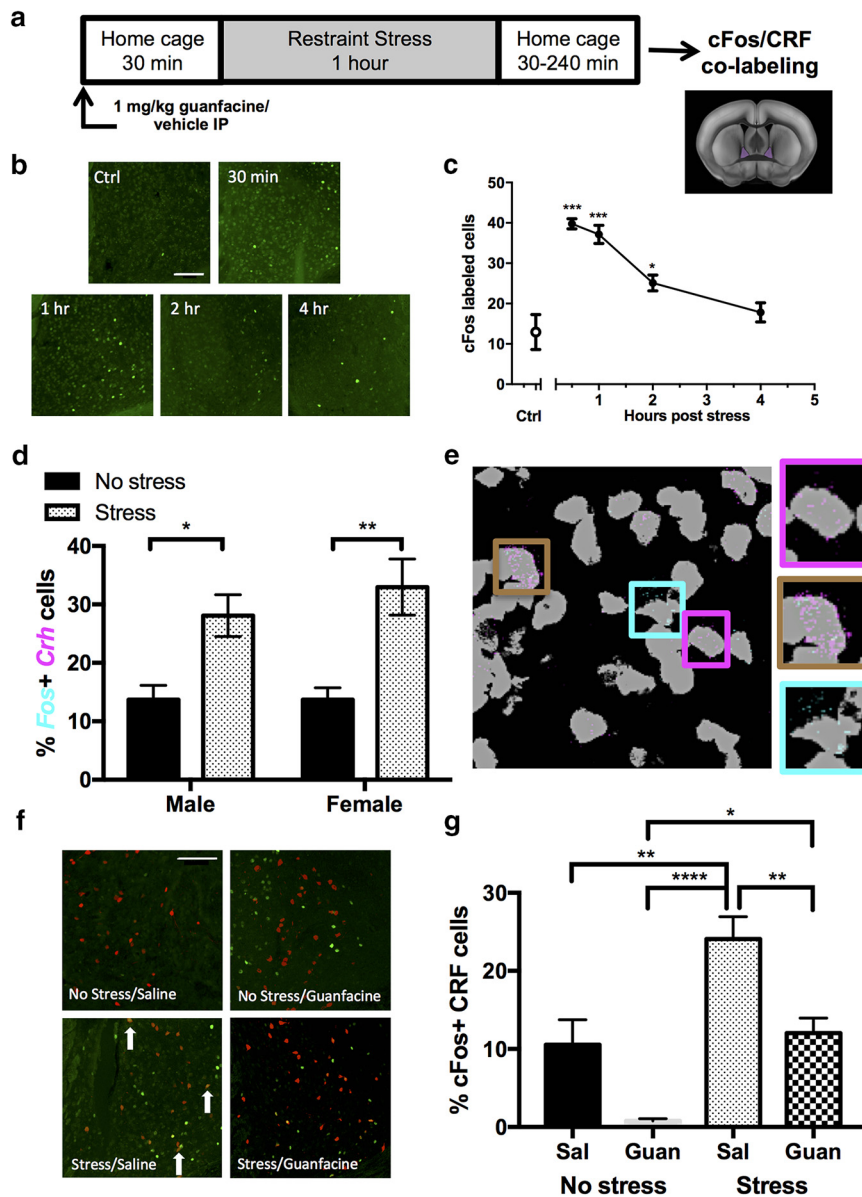 a
Home cage
30 min
Restraint Stress
1 hour
Home cage
30-240 min
cFos/CRF
co-labeling
1 mg/kg guanfacine/
vehicle IP
b
Ctrl
30 min
1 hr
2 hr
4 hr
c
50
40
30
20
10
0
cFos labeled cells
***
***
*
Ctrl
1
2
3
4
5
Hours post stress
d
No stress
Stress
40
30
20
10
0
% Fos+ Crh cells
*
**
Male
Female
e
f
No Stress/Saline
No Stress/Guanfacine
Stress/Saline
Stress/Guanfacine
g
*
**
****
**
30
20
10
0
% cFos+ CRF cells
Sal
Guan
Sal
Guan
No stress
Stress